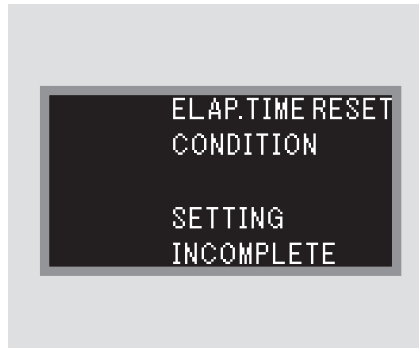 ELAP.TIME RESET
CONDITION
SETTING
INCOMPLETE